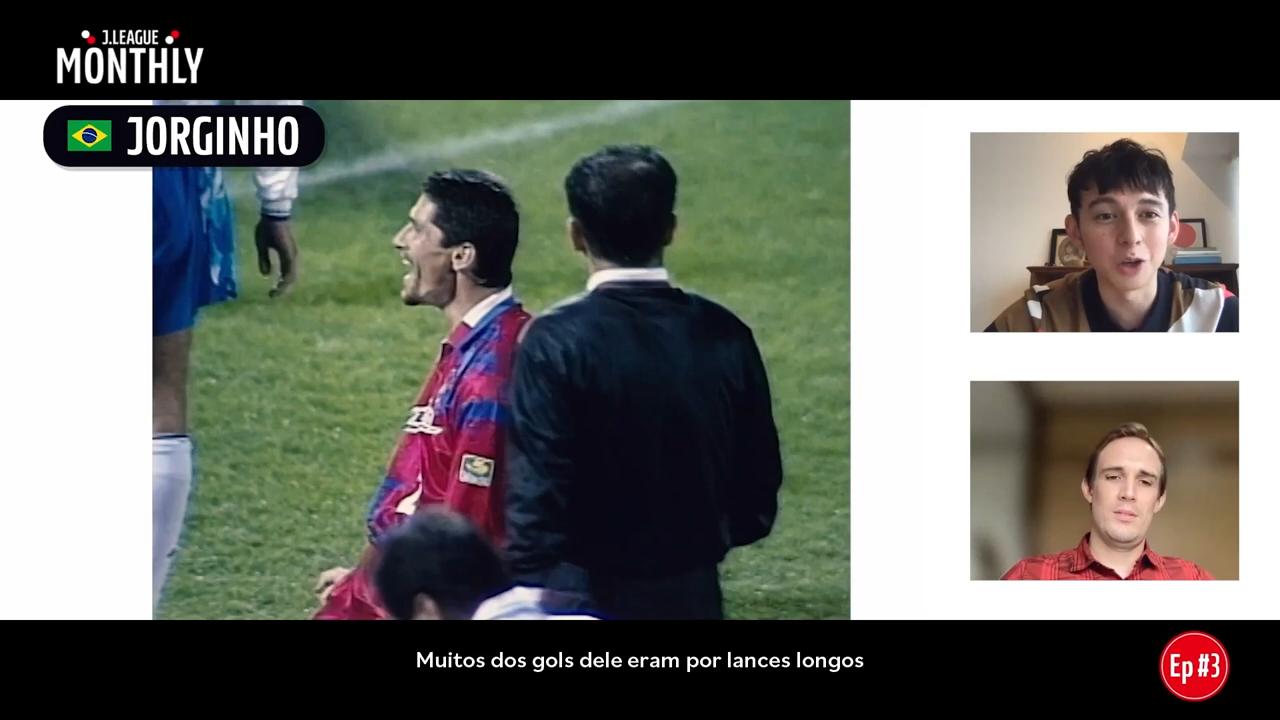 J.LEAGUE
MONTHLY
JORGINHO
Muitos dos gols dele eram por lances longos
Ep #3